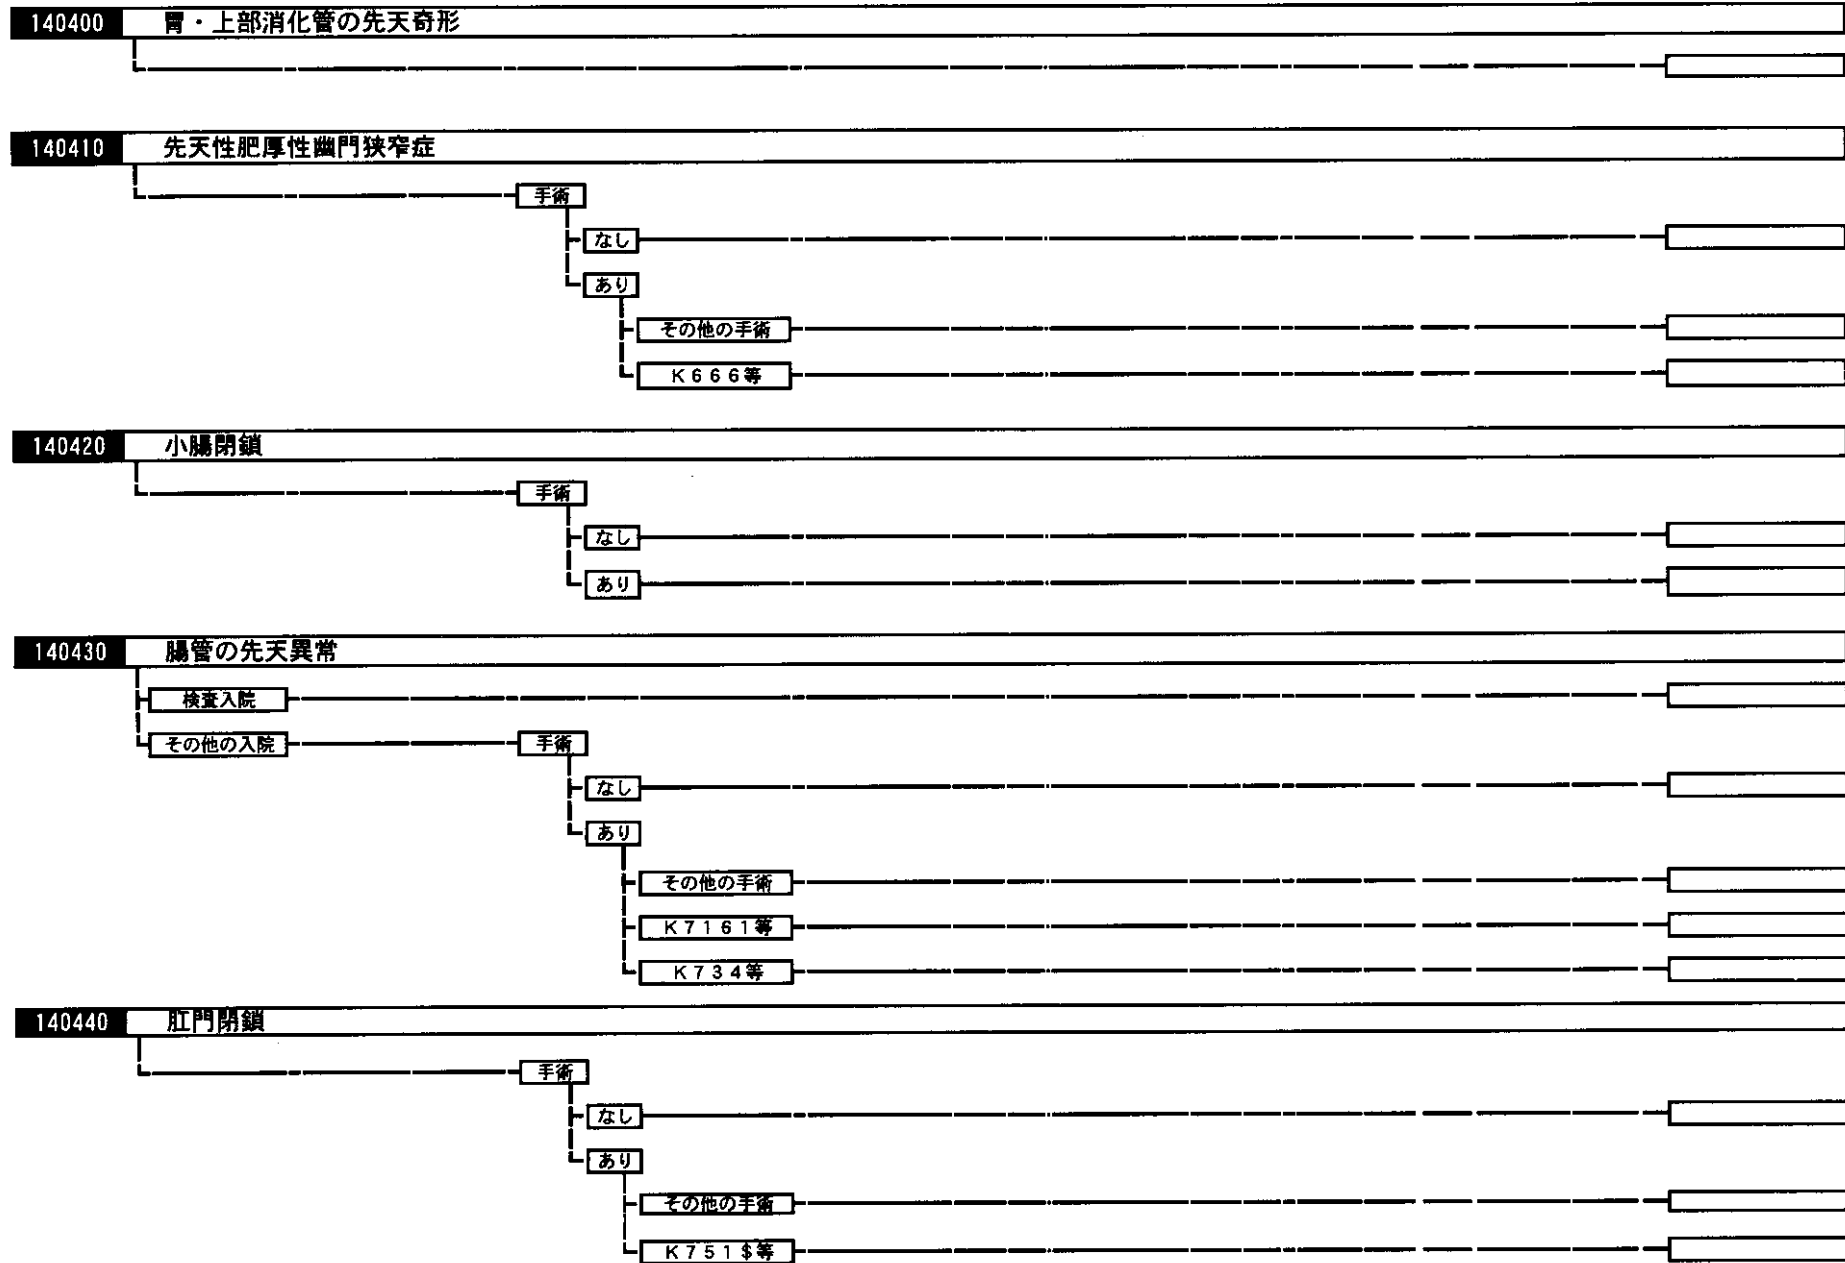 140400 胃・上部消化管の先天奇形
140410 先天性肥厚性幽門狭窄症
手術
なし
あり
その他の手術
K666等
140420 小腸閉鎖
手術
なし
あり
140430 腸管の先天異常
検査入院
その他の入院 手術
なし
あり
その他の手術
K7161等
K734等
140440 肛門閉鎖
手術
なし
あり
その他の手術
K751$等